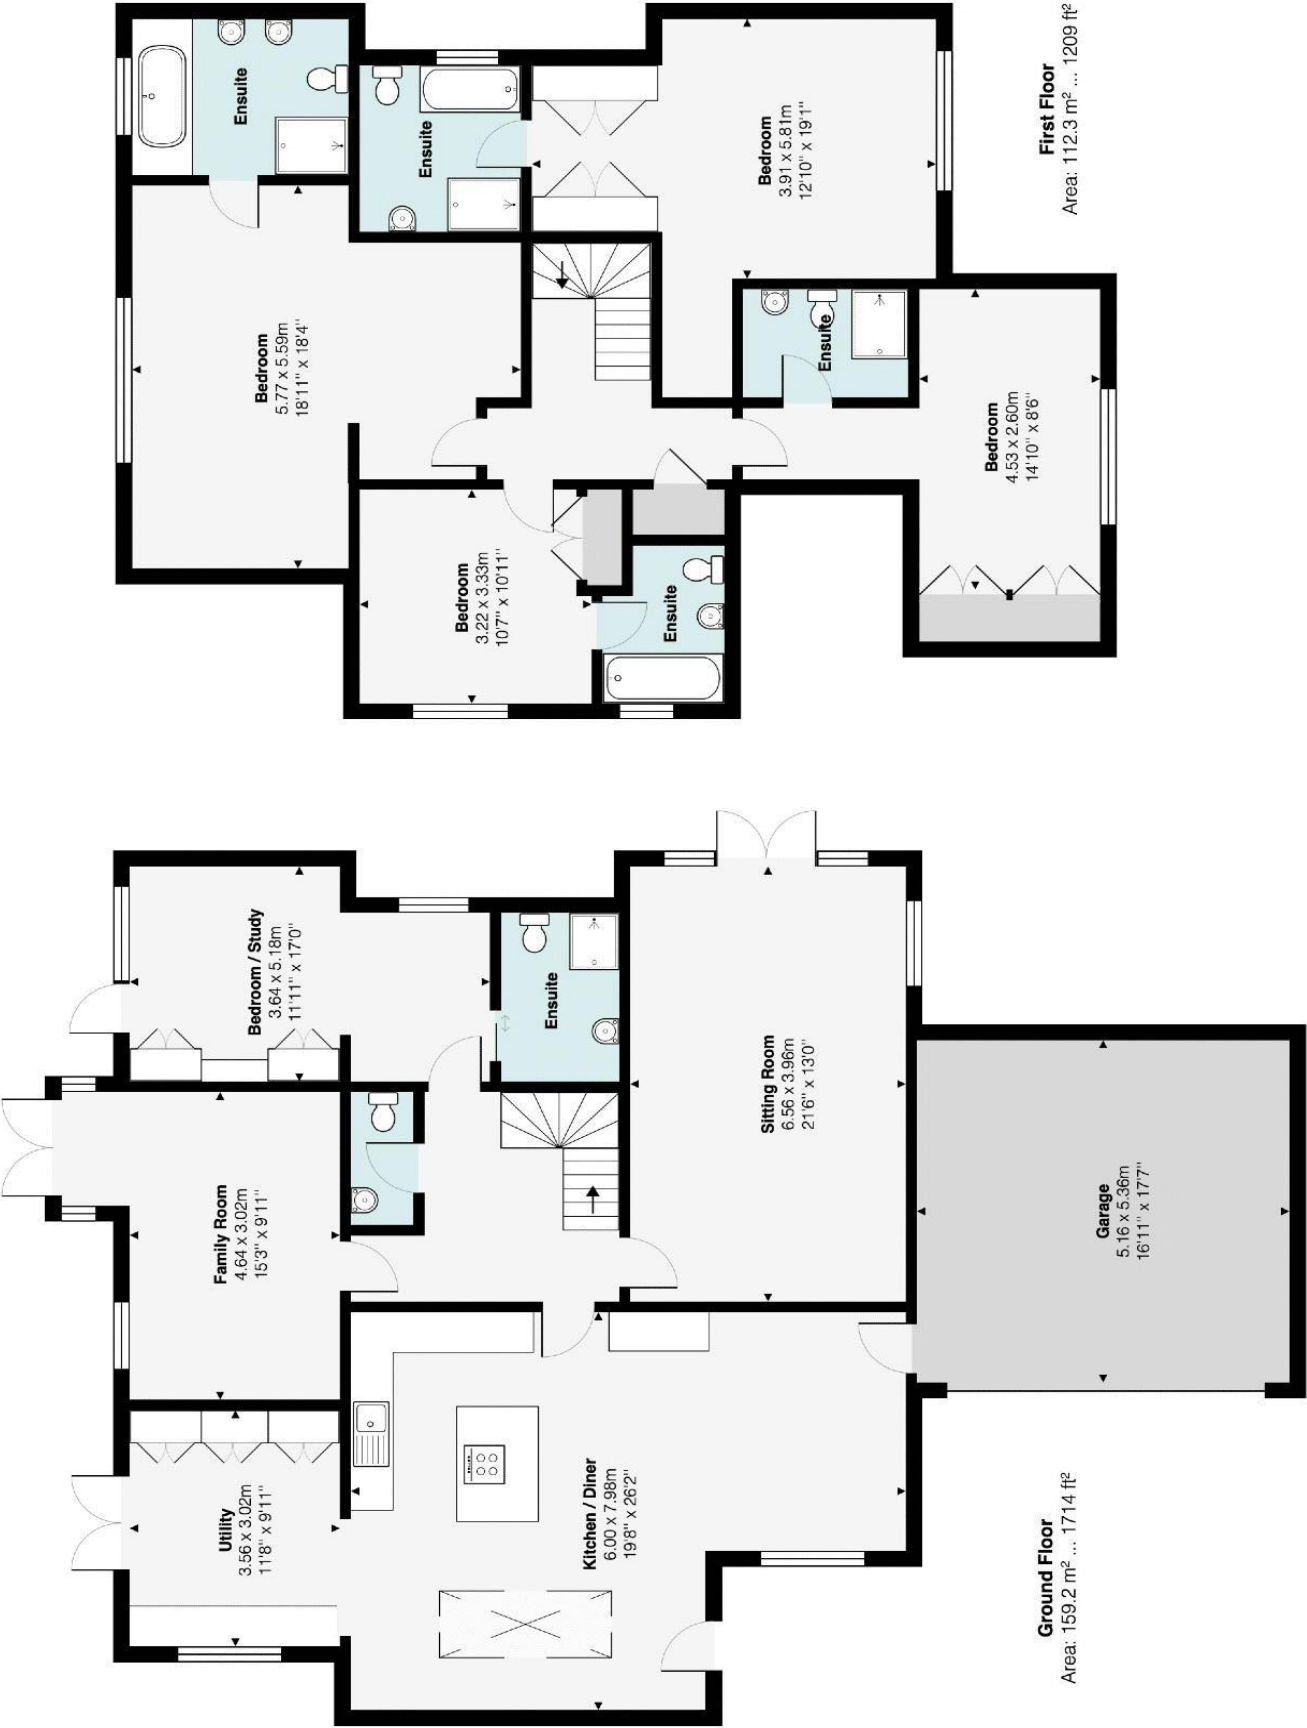 First Floor
Area: 112.3 m² ... 1209 ft²
Ensuite
Ensuite
Bedroom
3.91 x 5.81m
12'10" x 19'1"
Bedroom
5.77 x 5.59m
18'11" x 18'4"
Ensuite
Bedroom
4.53 x 2.60m
14'10" x 8'6"
Bedroom
3.22 x 3.33m
10'7" x 10'11"
Ensuite
Bedroom / Study
3.64 x 5.18m
11'11" x 17'0"
Ensuite
Sitting Room
6.56 x 3.96m
21'6" x 13'0"
Family Room
4.64 x 3.02m
15'3" x 9'11"
Garage
5.16 x 5.36m
16'11" x 17'7"
Utility
3.56 x 3.02m
11'8" x 9'11"
Kitchen / Diner
6.00 x 7.98m
19'8" x 26'2"
Ground Floor
Area: 159.2 m² ... 1714 ft²